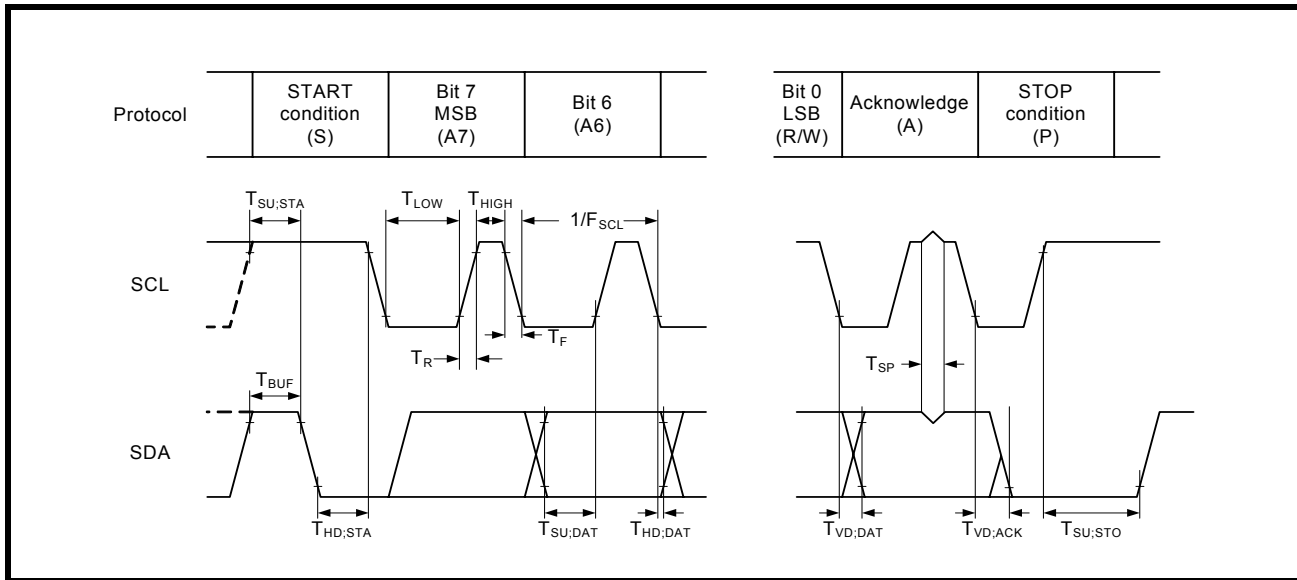 Protocol
START
condition
(S)
Bit 7
MSB
(A7)
Bit 6
(A6)
Bit 0
LSB
(R/W)
Acknowledge
(A)
STOP
condition
(P)
TSU;STA
TLOW
THIGH
1/FSCL
SCL
TF
TR
TSP
TBUF
SDA
THD;STA
TSU;DAT
THD;DAT
TVD;DAT
TVD;ACK
TSU;STO